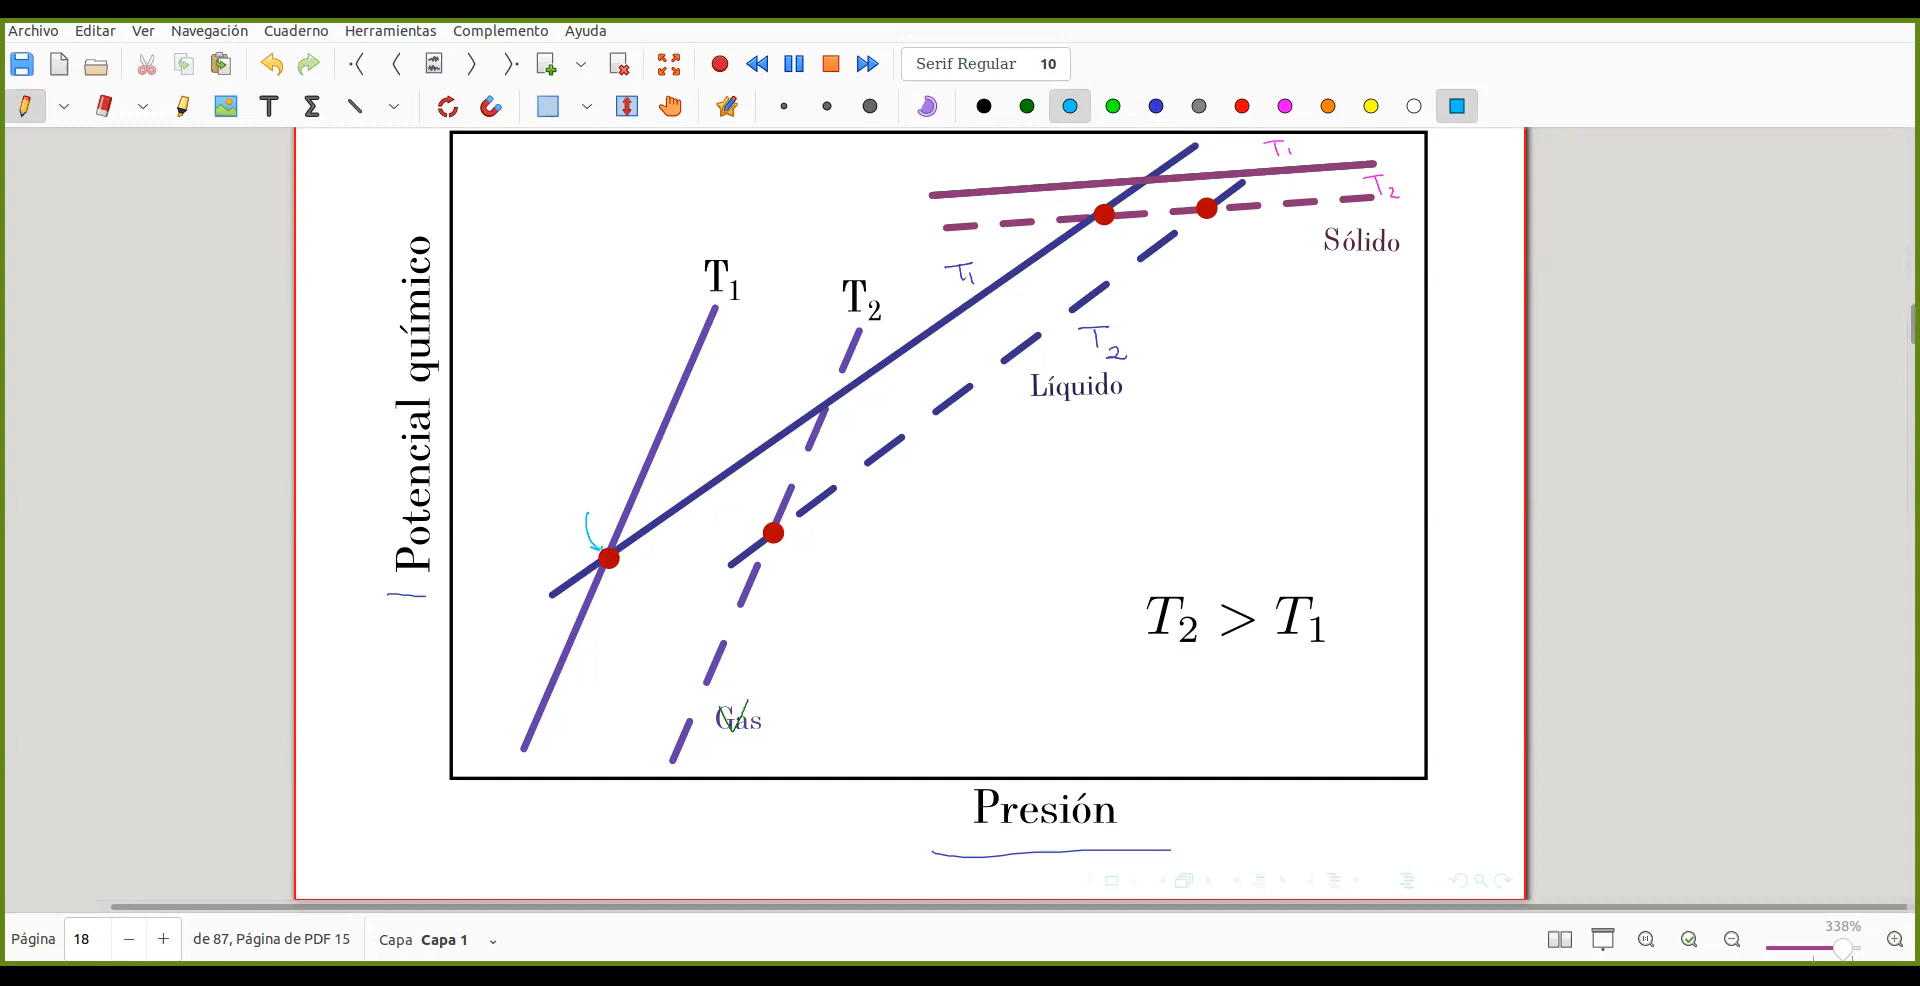 Archivo Editar Ver Navegación Cuaderno Herramientas Complemento Ayuda
Serif Regular 10
T₁
T₂
Sólido
T₁
T₁
T₂
T₂
Líquido
Potencial químico
T₂ > T₁
Gas
Presión
Página 18 de 87, Página de PDF 15 Capa Capa 1 338%